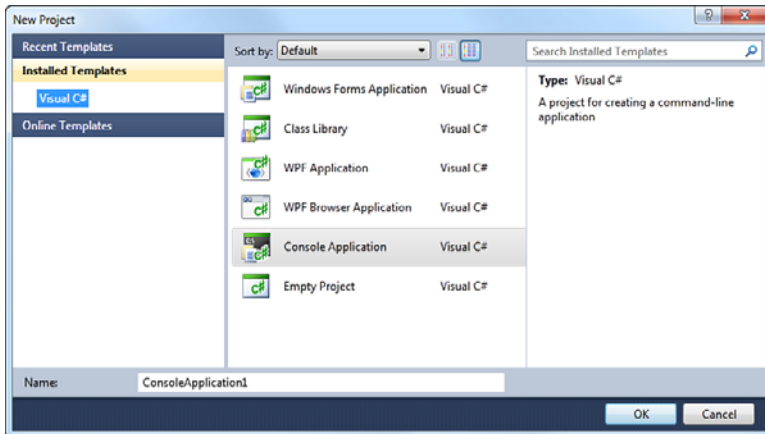 New Project
Recent Templates
Installed Templates
Visual C#
Online Templates
Sort by: Default
Windows Forms Application Visual C#
Class Library Visual C#
WPF Application Visual C#
WPF Browser Application Visual C#
Console Application Visual C#
Empty Project Visual C#
Search Installed Templates
Type: Visual C#
A project for creating a command-line
application
Name: ConsoleApplication1
OK Cancel